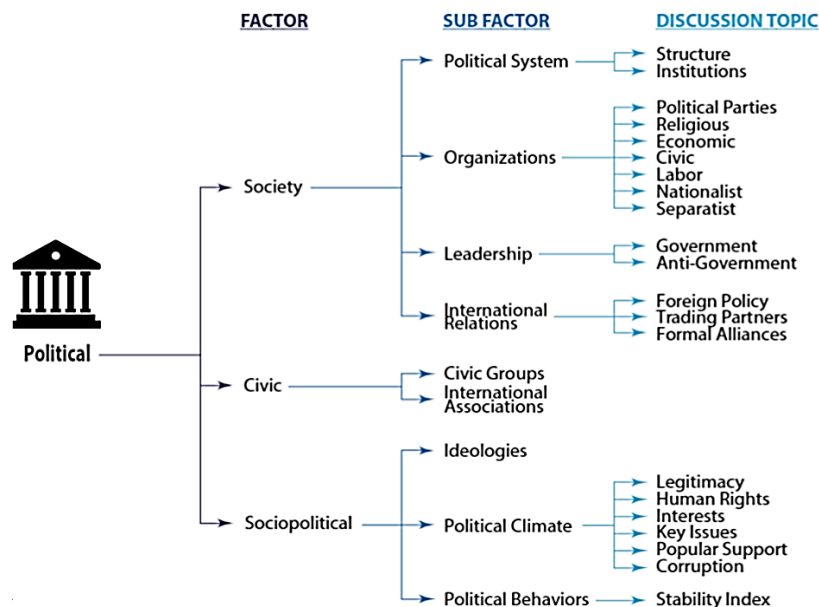 FACTOR SUB FACTOR DISCUSSION TOPIC
Political
Society
Political System
Structure
Institutions
Organizations
Political Parties
Religious
Economic
Civic
Labor
Nationalist
Separatist
Leadership
Government
Anti-Government
International
Relations
Foreign Policy
Trading Partners
Formal Alliances
Civic
Civic Groups
International
Associations
Sociopolitical
Ideologies
Political Climate
Legitimacy
Human Rights
Interests
Key Issues
Popular Support
Corruption
Political Behaviors
Stability Index